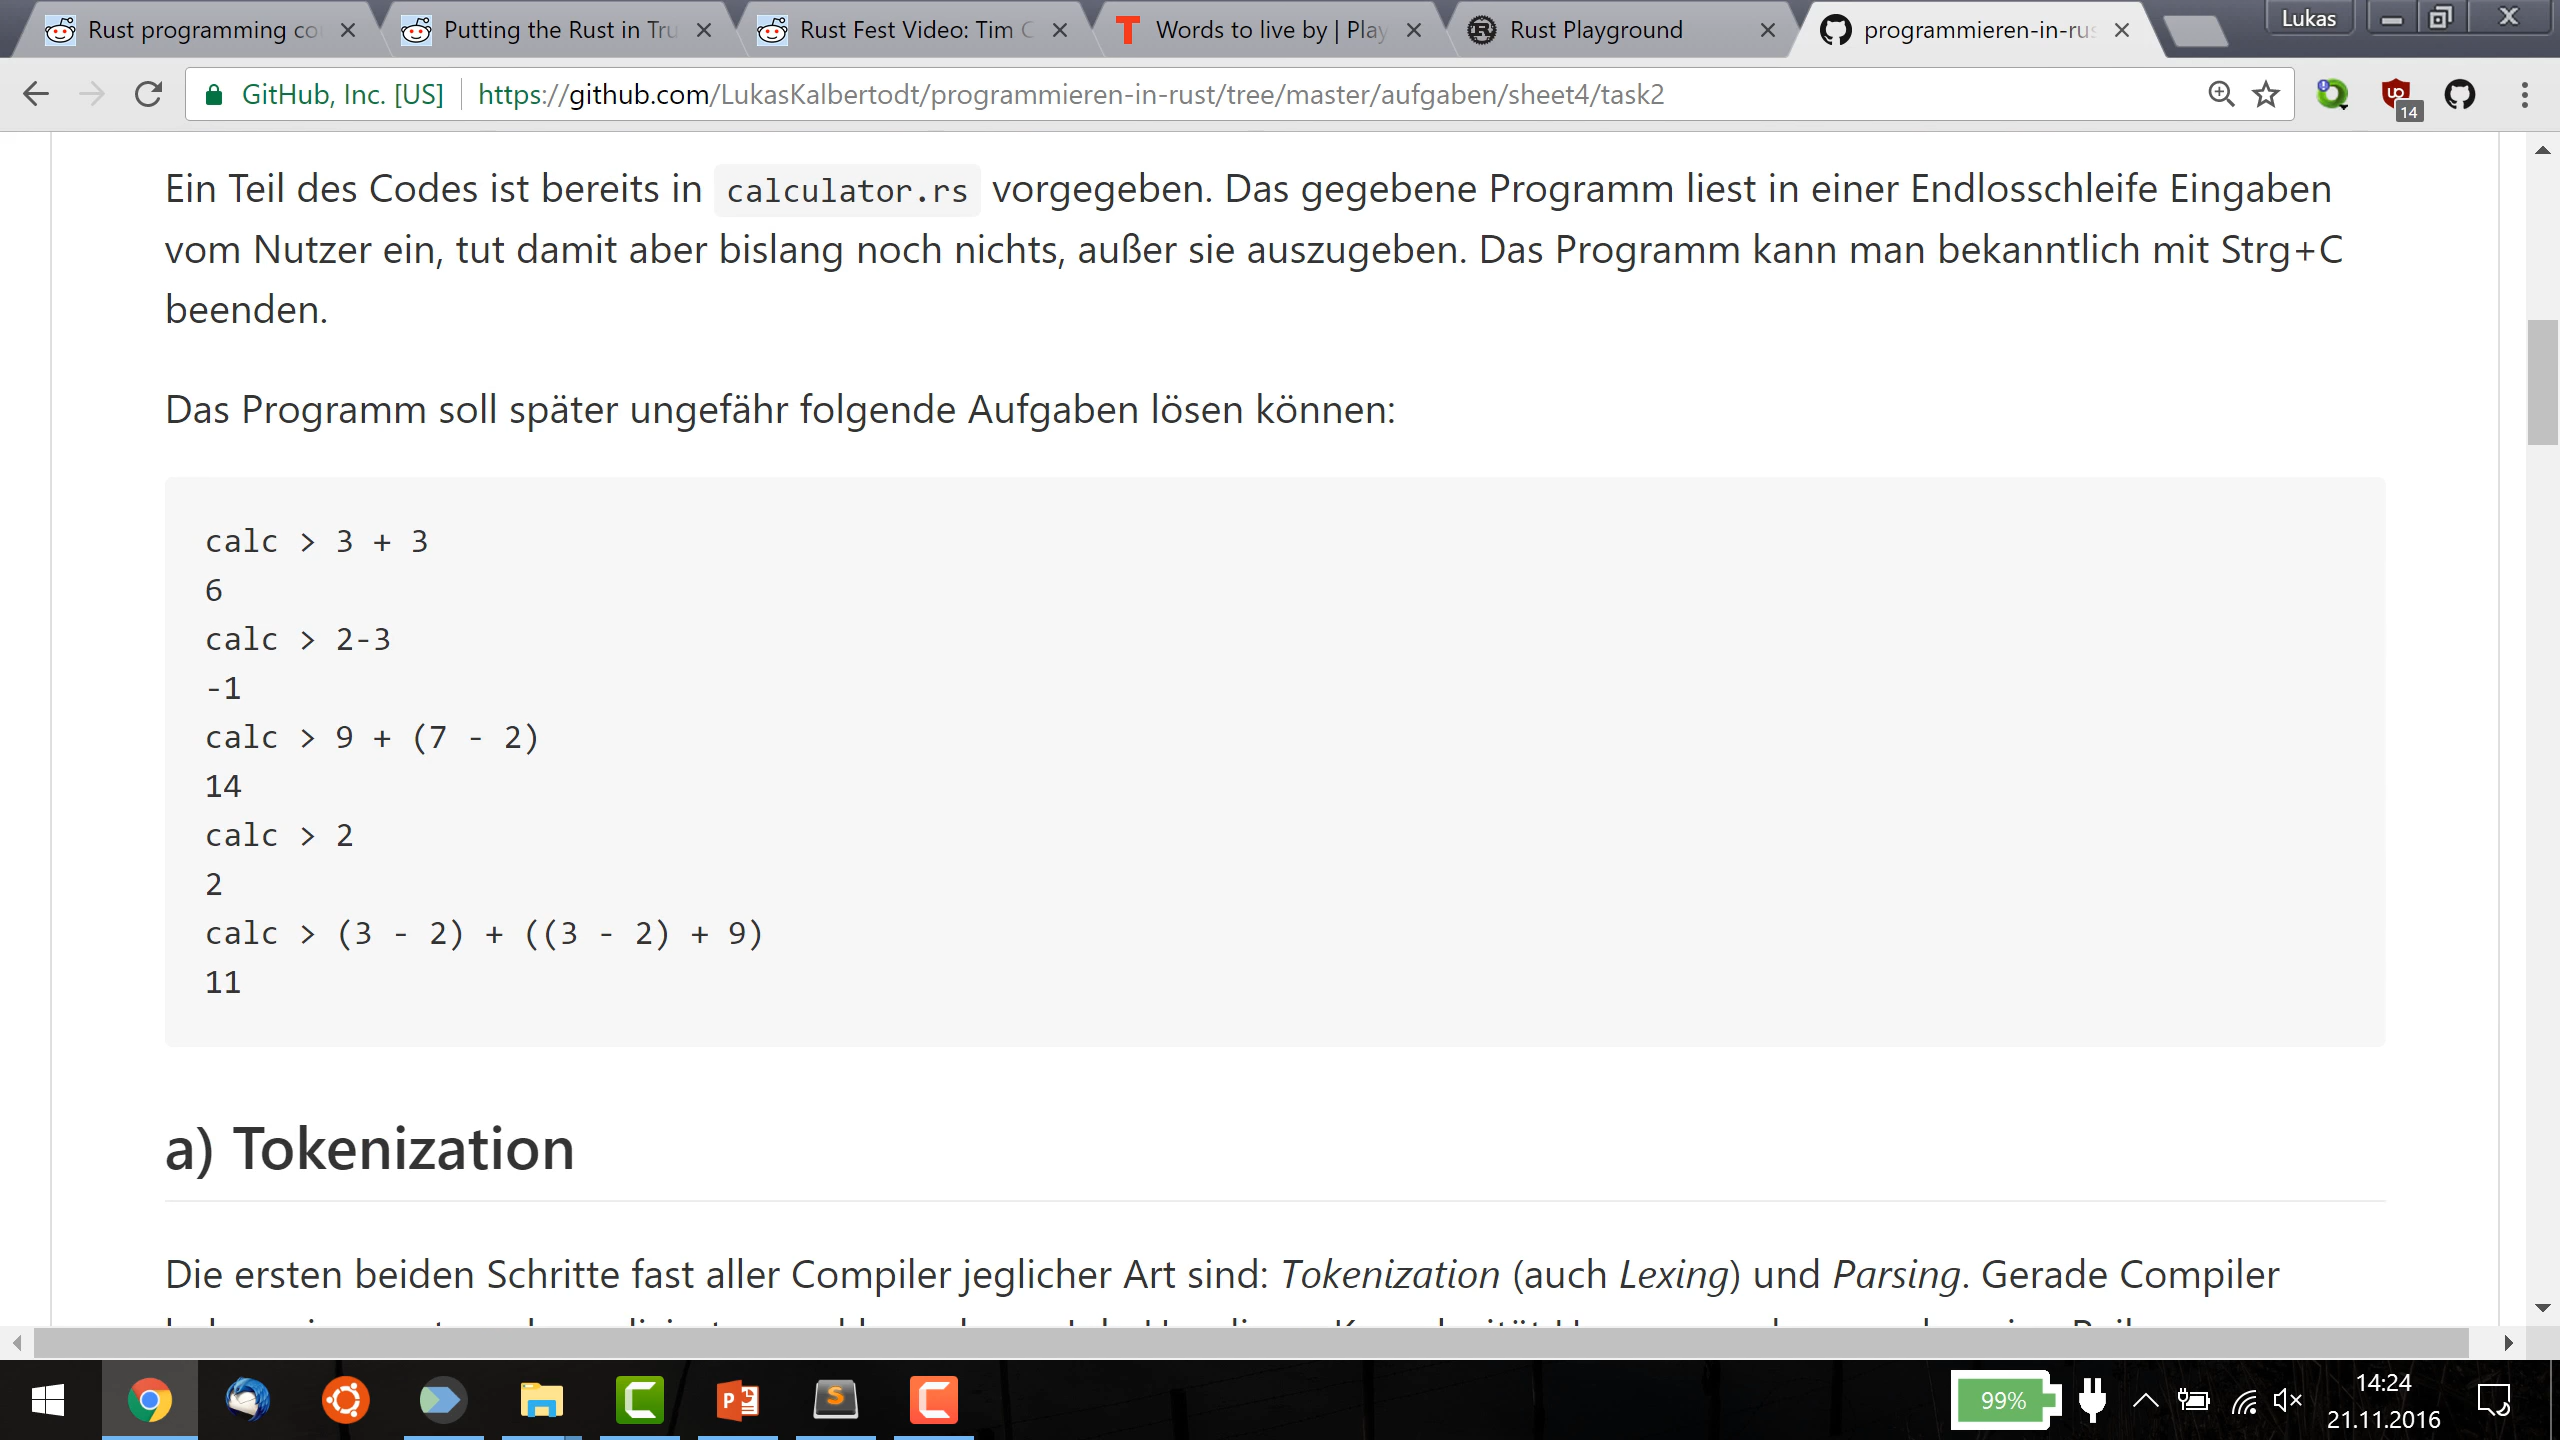 Rust programming co
Putting the Rust in Tru
Rust Fest Video: Tim C
Words to live by | Play
Rust Playground
programmieren-in-rus
Lukas
GitHub, Inc. [US]
https://github.com/LukasKalbertodt/programmieren-in-rust/tree/master/aufgaben/sheet4/task2
14
Ein Teil des Codes ist bereits in calculator.rs vorgegeben. Das gegebene Programm liest in einer Endlosschleife Eingaben
vom Nutzer ein, tut damit aber bislang noch nichts, außer sie auszugeben. Das Programm kann man bekanntlich mit Strg+C
beenden.
Das Programm soll später ungefähr folgende Aufgaben lösen können:
calc > 3 + 3
6
calc > 2-3
-1
calc > 9 + (7 - 2)
14
calc > 2
2
calc > (3 - 2) + ((3 - 2) + 9)
11
a) Tokenization
Die ersten beiden Schritte fast aller Compiler jeglicher Art sind: Tokenization (auch Lexing) und Parsing. Gerade Compiler
99%
14:24
21.11.2016